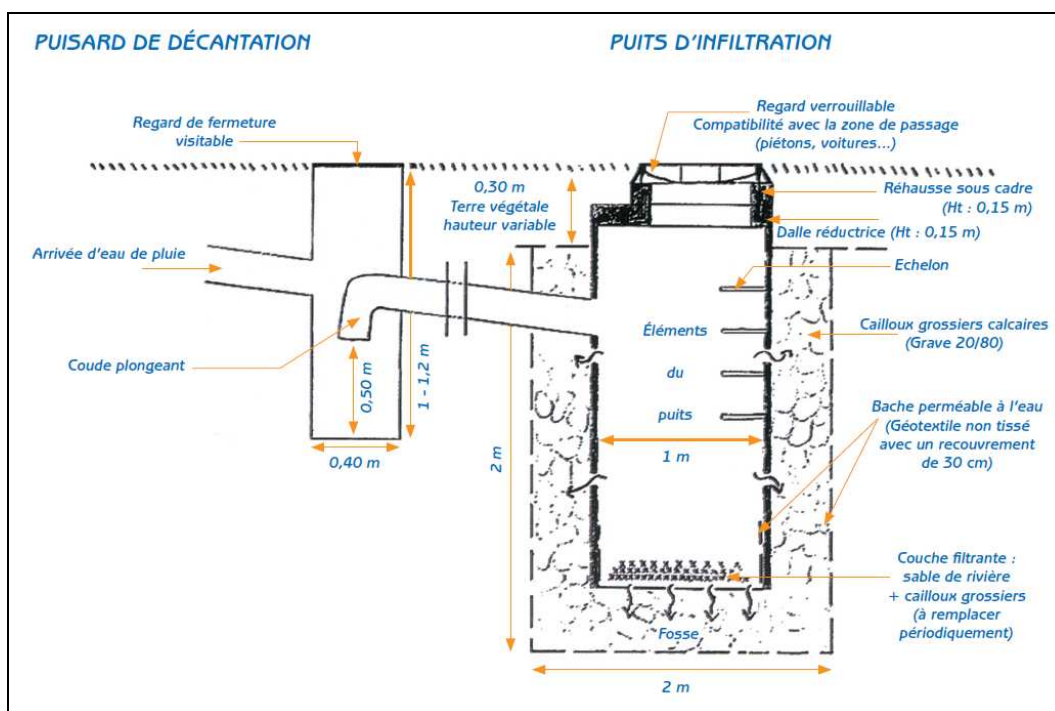 PUISARD DE DÉCANTATION
PUITS D'INFILTRATION
Regard de fermeture
visitable
Regard verrouillable
Compatibilité avec la zone de passage
(piétons, voitures...)
0,30 m
Terre végétale
hauteur variable
Réhausse sous cadre
(Ht : 0,15 m)
Dalle réductrice (Ht : 0,15 m)
Arrivée d'eau de pluie
Echelon
Éléments
du
puits
Cailloux grossiers calcaires
(Grave 20/80)
Coude plongeant
0,50 m
1 - 1,2 m
0,40 m
2 m
1 m
Bache perméable à l'eau
(Géotextile non tissé
avec un recouvrement
de 30 cm)
Couche filtrante :
sable de rivière
+ cailloux grossiers
(à remplacer
périodiquement)
Fosse
2 m